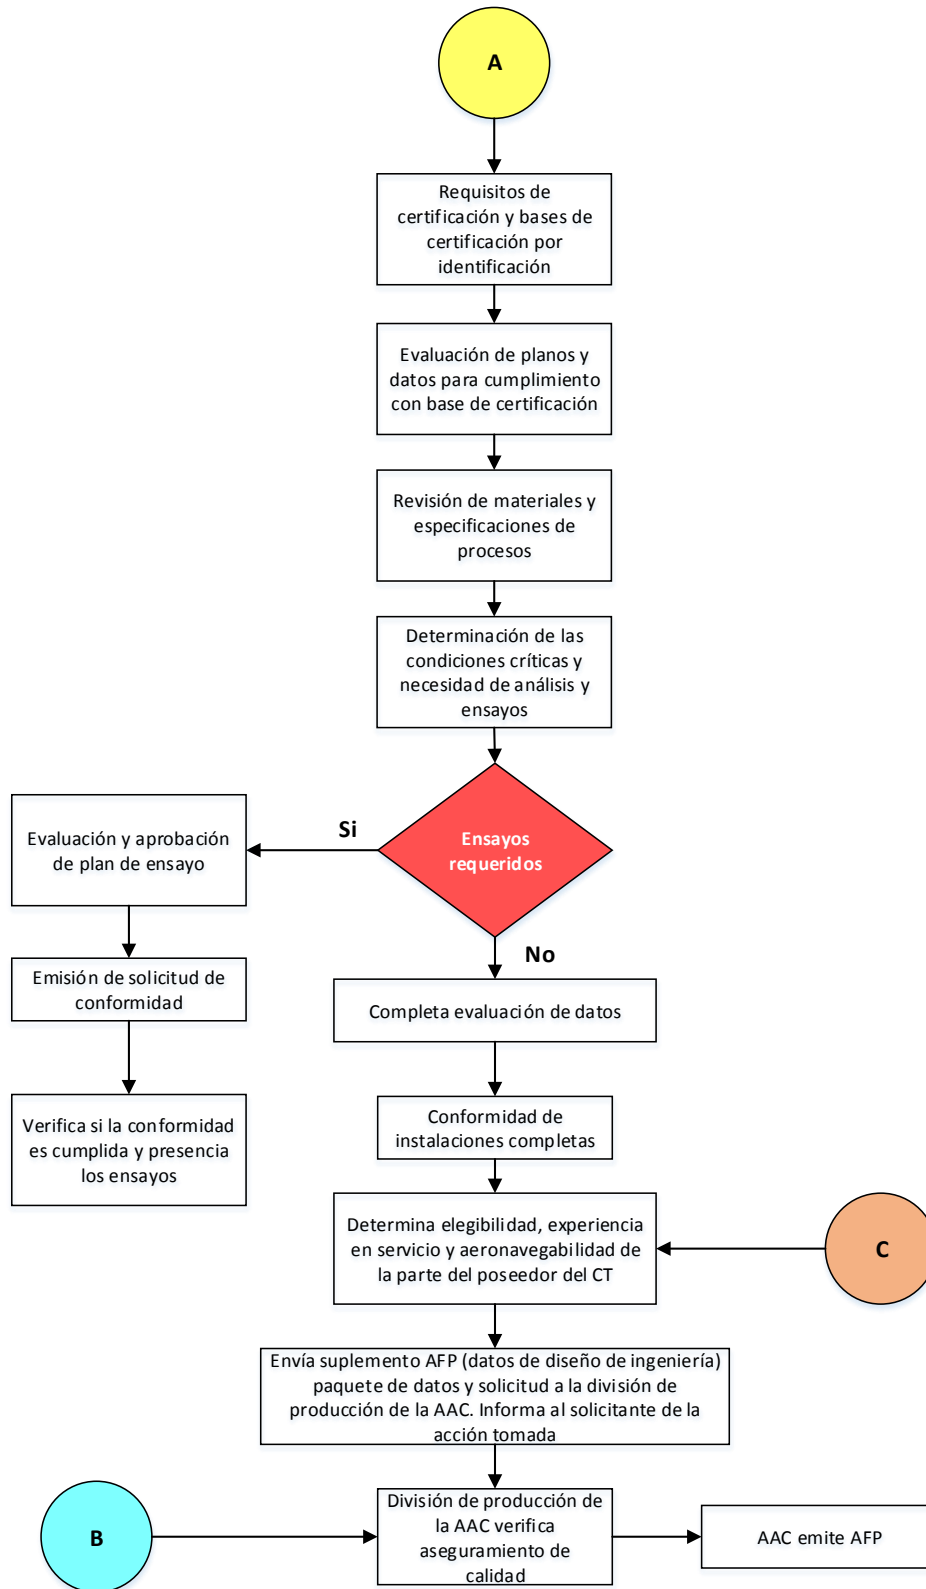 A
Requisitos de
certificación y bases de
certificación por
identificación
Evaluación de planos y
datos para cumplimiento
con base de certificación
Revisión de materiales y
especificaciones de
procesos
Determinación de las
condiciones críticas y
necesidad de análisis y
ensayos
Ensayos
requeridos
Si
Evaluación y aprobación
de plan de ensayo
Emisión de solicitud de
conformidad
Verifica si la conformidad
es cumplida y presencia
los ensayos
No
Completa evaluación de datos
Conformidad de
instalaciones completas
Determina elegibilidad, experiencia
en servicio y aeronavegabilidad de
la parte del poseedor del CT
C
Envía suplemento AFP (datos de diseño de ingeniería)
paquete de datos y solicitud a la división de
producción de la AAC. Informa al solicitante de la
acción tomada
B
División de producción de
la AAC verifica
aseguramiento de
calidad
AAC emite AFP